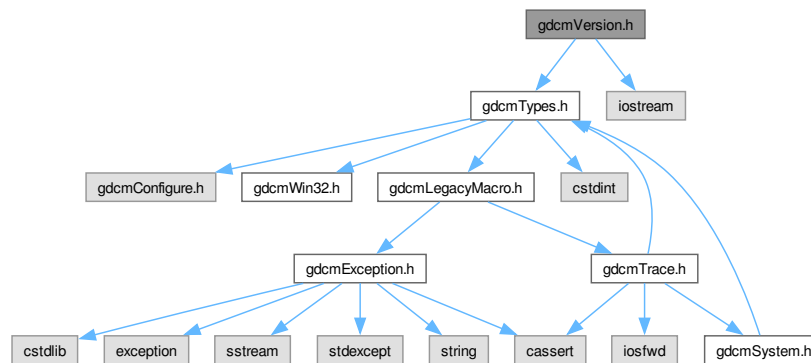 gdcmVersion.h
gdcmTypes.h
iostream
gdcmConfigure.h
gdcmWin32.h
gdcmLegacyMacro.h
cstdint
gdcmException.h
gdcmTrace.h
cstdlib
exception
sstream
stdexcept
string
cassert
iosfwd
gdcmSystem.h